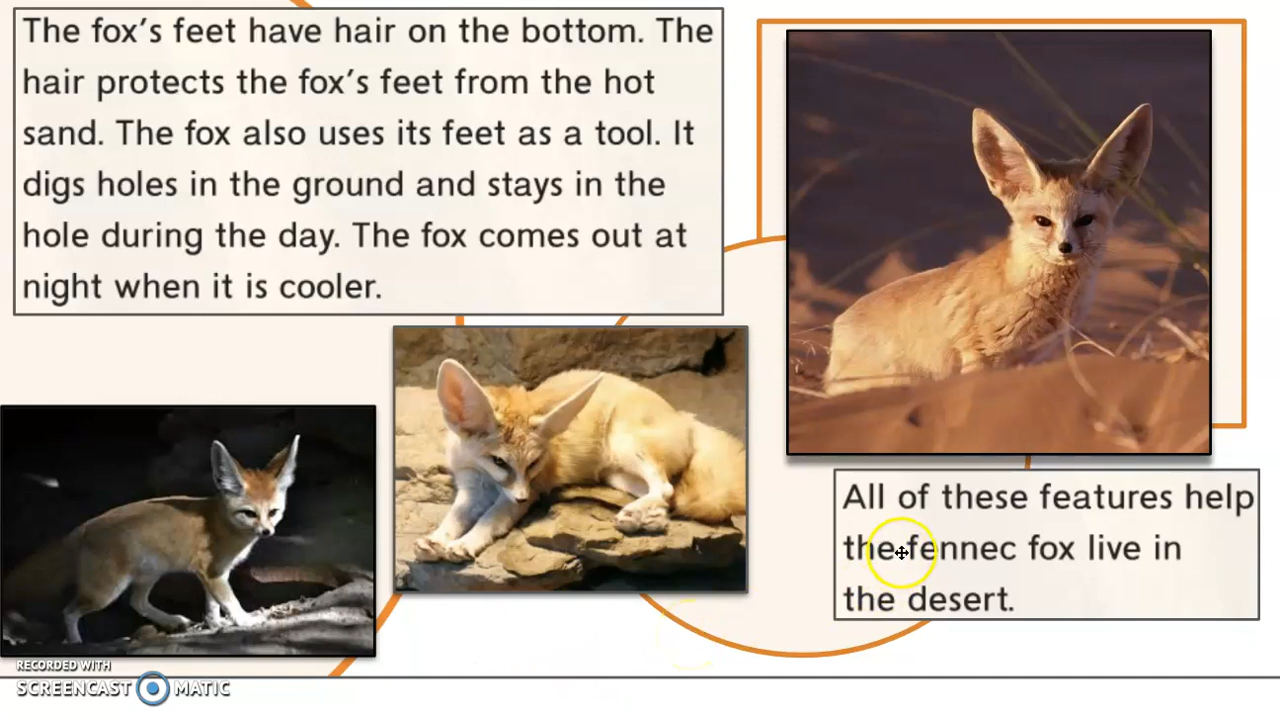 The fox's feet have hair on the bottom. The
hair protects the fox's feet from the hot
sand. The fox also uses its feet as a tool. It
digs holes in the ground and stays in the
hole during the day. The fox comes out at
night when it is cooler.
All of these features help
the fennec fox live in
the desert.
RECORDED WITH
SCREENCAST MATIC